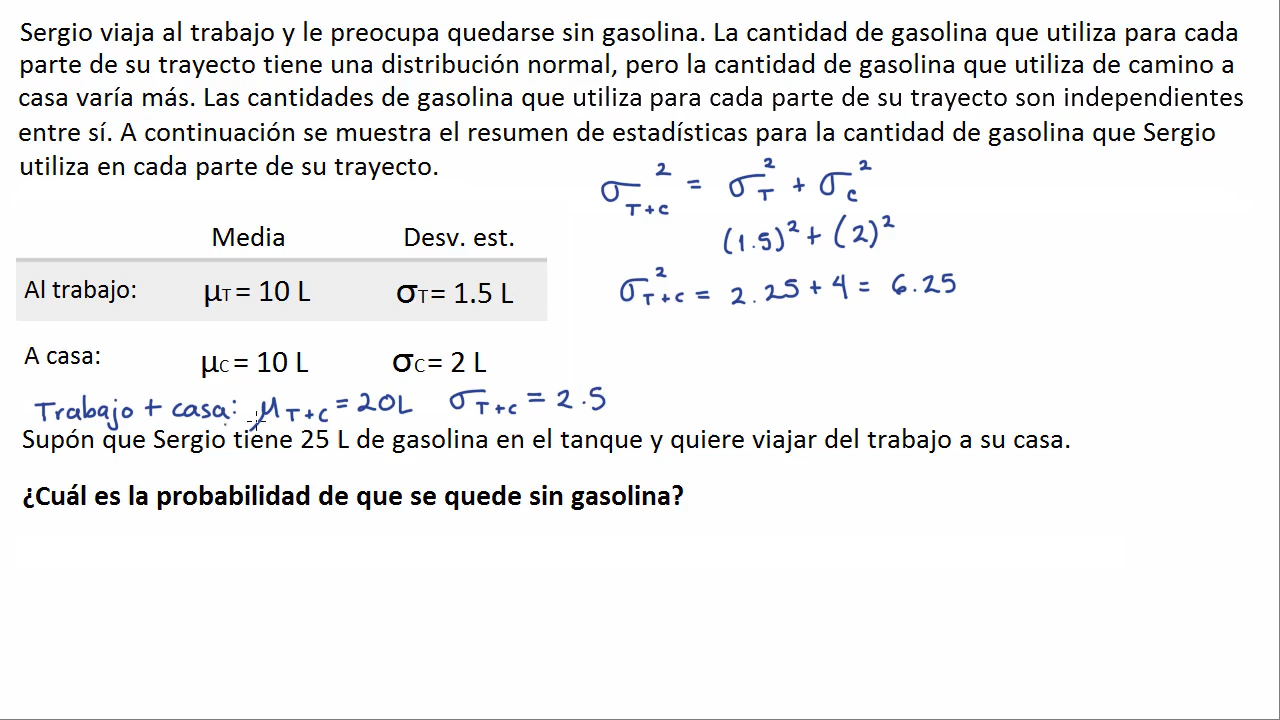 Sergio viaja al trabajo y le preocupa quedarse sin gasolina. La cantidad de gasolina que utiliza para cada
parte de su trayecto tiene una distribución normal, pero la cantidad de gasolina que utiliza de camino a
casa varía más. Las cantidades de gasolina que utiliza para cada parte de su trayecto son independientes
entre sí. A continuación se muestra el resumen de estadísticas para la cantidad de gasolina que Sergio
utiliza en cada parte de su trayecto.
σ²T+C = σ²T + σ²C
(1.5)² + (2)²
σ²T+C = 2.25 + 4 = 6.25
Media Desv. est.
Al trabajo: μT = 10 L σT = 1.5 L
A casa: μC = 10 L σC = 2 L
Trabajo + casa: μT+C = 20L σT+C = 2.5
Supón que Sergio tiene 25 L de gasolina en el tanque y quiere viajar del trabajo a su casa.
¿Cuál es la probabilidad de que se quede sin gasolina?